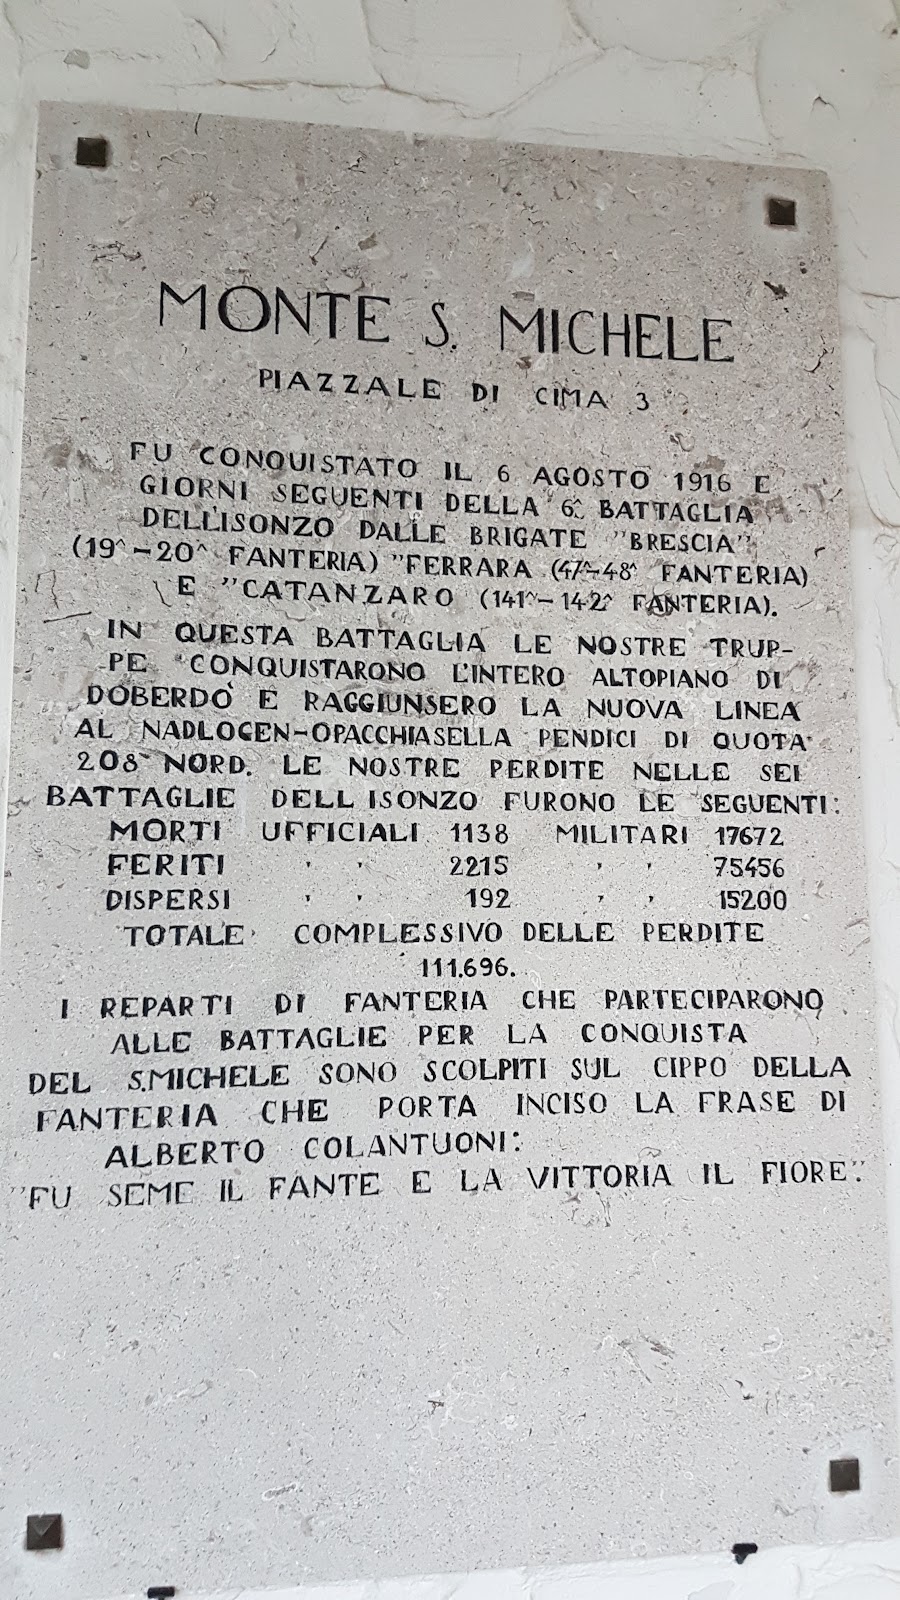 MONTE S. MICHELE
PIAZZALE DI CIMA 3
FU CONQUISTATO IL 6 AGOSTO 1916 E
GIORNI SEGUENTI DELLA 6^ BATTAGLIA
DELL'ISONZO DALLE BRIGATE "BRESCIA"
(19^-20^ FANTERIA) "FERRARA (47^-48^ FANTERIA)
E "CATANZARO (141^-142^ FANTERIA).
IN QUESTA BATTAGLIA LE NOSTRE TRUP-
PE CONQUISTARONO L'INTERO ALTOPIANO DI
DOBERDO' E RAGGIUNSERO LA NUOVA LINEA
AL NADLOGEN-OPACCHIASELLA PENDICI DI QUOTA
208 NORD. LE NOSTRE PERDITE NELLE SEI
BATTAGLIE DELL ISONZO FURONO LE SEGUENTI:
MORTI UFFICIALI 1138 MILITARI 17672
FERITI ' ' 2215 ' ' 75456
DISPERSI ' ' 192 ' ' 15200
TOTALE COMPLESSIVO DELLE PERDITE
111.696.
I REPARTI DI FANTERIA CHE PARTECIPARONO
ALLE BATTAGLIE PER LA CONQUISTA
DEL S.MICHELE SONO SCOLPITI SUL CIPPO DELLA
FANTERIA CHE PORTA INCISO LA FRASE DI
ALBERTO COLANTUONI:
"FU SEME IL FANTE E LA VITTORIA IL FIORE".